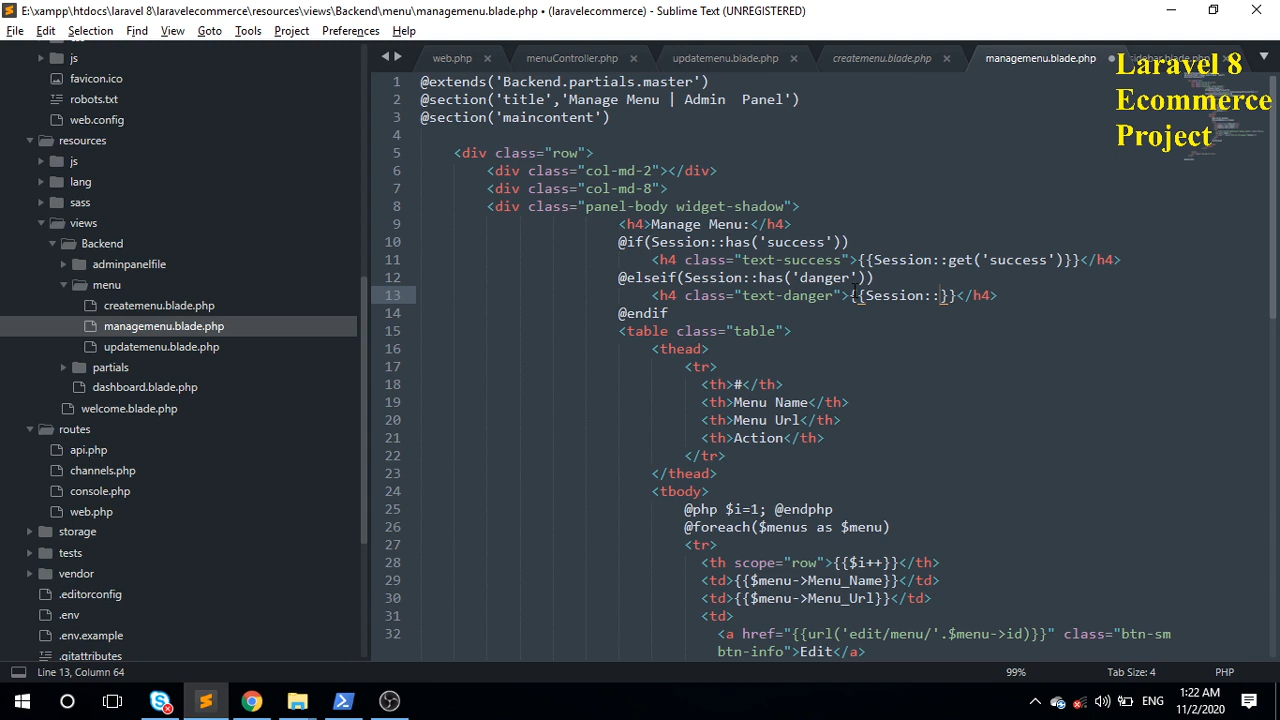 E:\xampp\htdocs\laravel 8\laravelecommerce\resources\views\Backend\menu\managemenu.blade.php • (laravelecommerce) - Sublime Text (UNREGISTERED)
File Edit Selection Find View Goto Tools Project Preferences Help
js
favicon.ico
robots.txt
web.config
resources
js
lang
sass
views
Backend
adminpanelfile
menu
createmenu.blade.php
managemenu.blade.php
updatemenu.blade.php
partials
dashboard.blade.php
welcome.blade.php
routes
api.php
channels.php
console.php
web.php
storage
tests
vendor
.editorconfig
.env
.env.example
.gitattributes
web.php menuController.php updatemenu.blade.php createmenu.blade.php managemenu.blade.php
Laravel 8
Ecommerce
Project
1 @extends('Backend.partials.master')
2 @section('title','Manage Menu | Admin  Panel')
3 @section('maincontent')
4
5 <div class="row">
6 <div class="col-md-2"></div>
7 <div class="col-md-8">
8 <div class="panel-body widget-shadow">
9 <h4>Manage Menu:</h4>
10 @if(Session::has('success'))
11 <h4 class="text-success">{{Session::get('success')}}</h4>
12 @elseif(Session::has('danger'))
13 <h4 class="text-danger">{{Session::}}</h4>
14 @endif
15 <table class="table">
16 <thead>
17 <tr>
18 <th>#</th>
19 <th>Menu Name</th>
20 <th>Menu Url</th>
21 <th>Action</th>
22 </tr>
23 </thead>
24 <tbody>
25 @php $i=1; @endphp
26 @foreach($menus as $menu)
27 <tr>
28 <th scope="row">{{$i++}}</th>
29 <td>{{$menu->Menu_Name}}</td>
30 <td>{{$menu->Menu_Url}}</td>
31 <td>
32 <a href="{{url('edit/menu/'.$menu->id)}}" class="btn-sm
btn-info">Edit</a>
Line 13, Column 64 99% Tab Size: 4 PHP
ENG
1:22 AM
11/2/2020